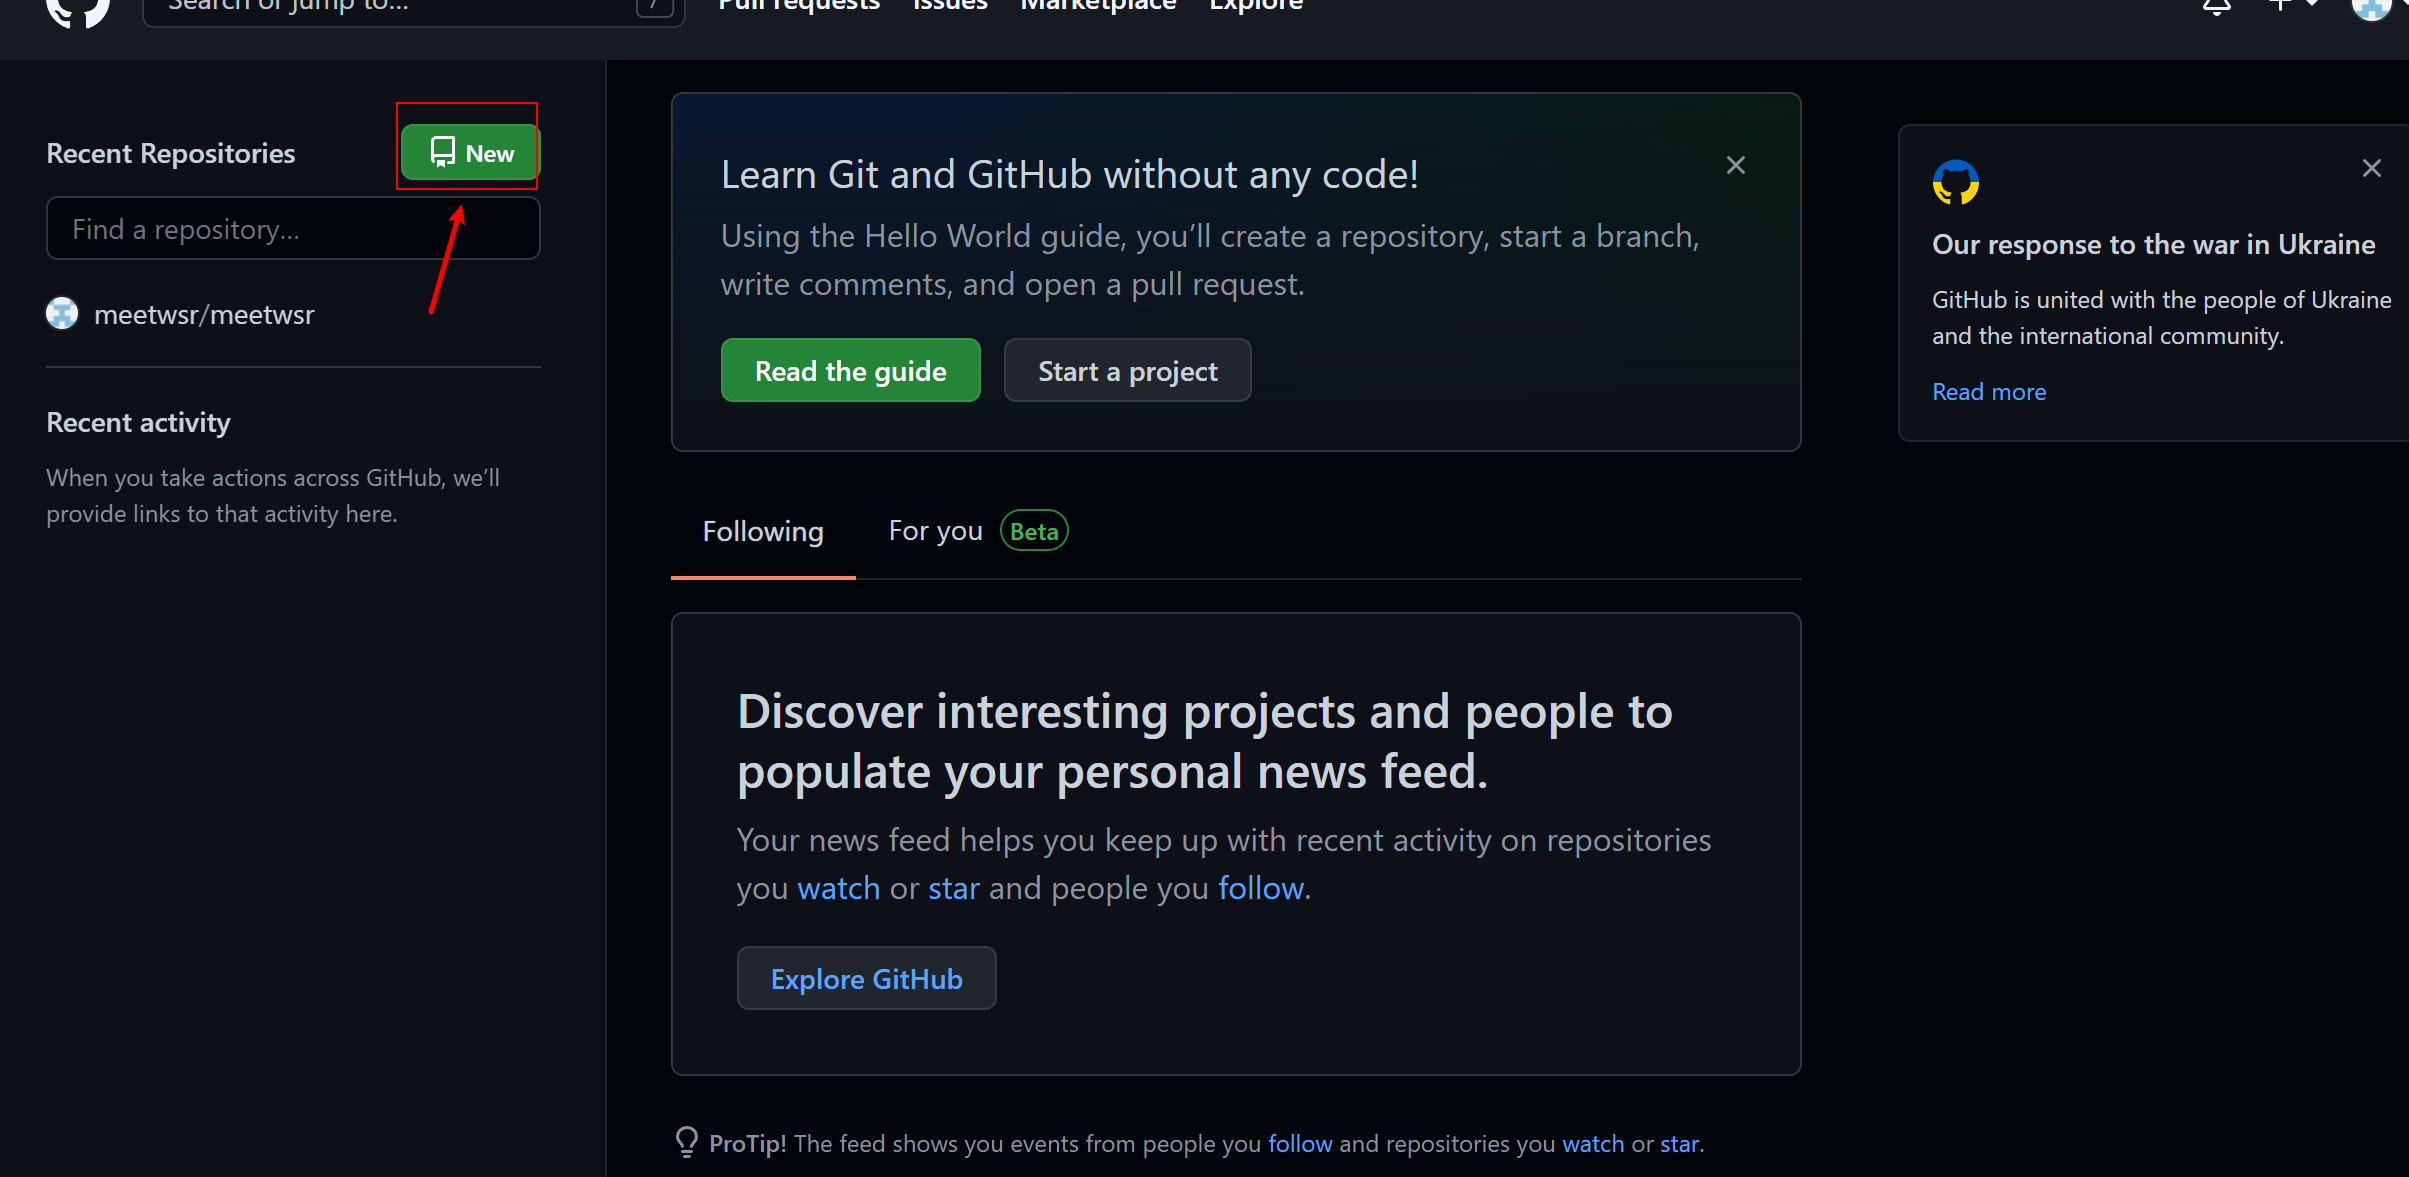 Search or jump to...
/
Pull requests
Issues
Marketplace
Explore
Recent Repositories
New
Find a repository...
meetwsr/meetwsr
Recent activity
When you take actions across GitHub, we’ll
provide links to that activity here.
Learn Git and GitHub without any code!
Using the Hello World guide, you’ll create a repository, start a branch,
write comments, and open a pull request.
Read the guide
Start a project
Following
For you
Beta
Discover interesting projects and people to
populate your personal news feed.
Your news feed helps you keep up with recent activity on repositories
you watch or star and people you follow.
Explore GitHub
ProTip! The feed shows you events from people you follow and repositories you watch or star.
Our response to the war in Ukraine
GitHub is united with the people of Ukraine
and the international community.
Read more